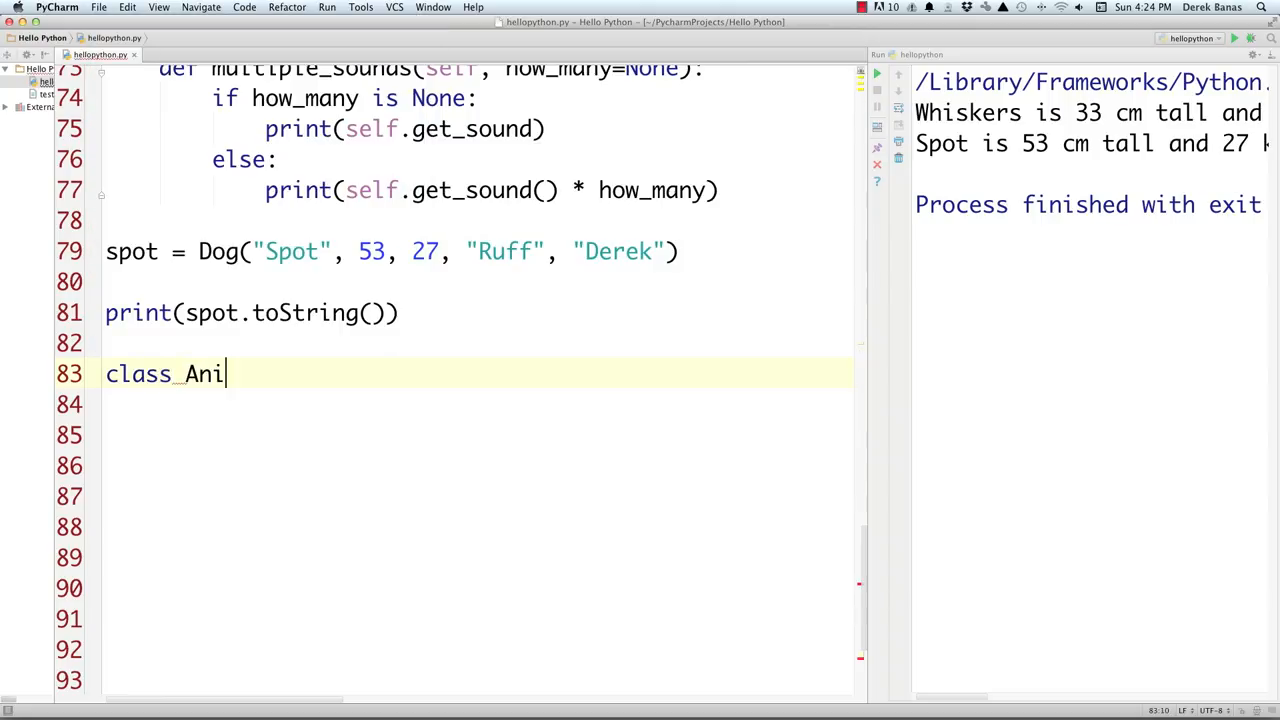 PyCharm File Edit View Navigate Code Refactor Run Tools VCS Window Help 10 Sun 4:24 PM Derek Banas
hellopython.py – Hello Python – [~/PycharmProjects/Hello Python]
Hello Python hellopython.py hellopython
hellopython.py Run hellopython
Hello P
hell
test
Externa
73 def multiple_sounds(self, how_many=None):
74 if how_many is None:
75 print(self.get_sound)
76 else:
77 print(self.get_sound() * how_many)
78
79 spot = Dog("Spot", 53, 27, "Ruff", "Derek")
80
81 print(spot.toString())
82
83 class Ani
84
85
86
87
88
89
90
91
92
93
/Library/Frameworks/Python.
Whiskers is 33 cm tall and
Spot is 53 cm tall and 27 k
Process finished with exit
83:10 LF UTF-8